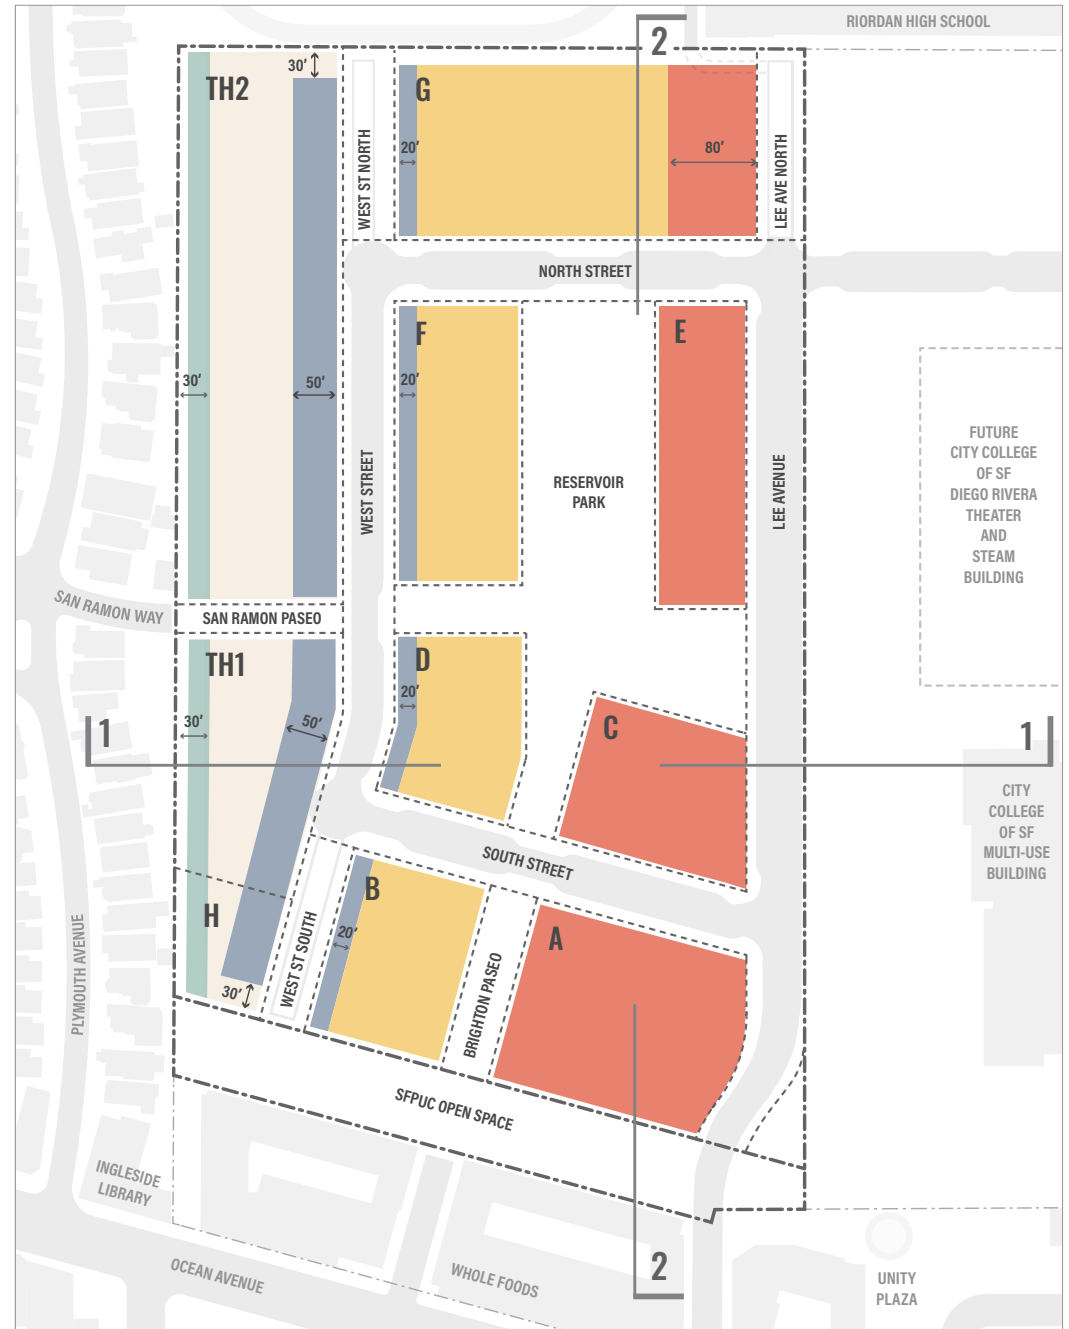 RIORDAN HIGH SCHOOL
2
30′
TH2
G
20′
80′
WEST ST NORTH
LEE AVE NORTH
NORTH STREET
F
E
30′
50′
20′
WEST STREET
RESERVOIR
PARK
LEE AVENUE
FUTURE
CITY COLLEGE
OF SF
DIEGO RIVERA
THEATER
AND
STEAM
BUILDING
SAN RAMON WAY
SAN RAMON PASEO
TH1
D
20′
30′
50′
1
C
1
CITY
COLLEGE
OF SF
MULTI-USE
BUILDING
SOUTH STREET
B
H
A
20′
30′
WEST ST SOUTH
BRIGHTON PASEO
PLYMOUTH AVENUE
SFPUC OPEN SPACE
INGLESIDE
LIBRARY
OCEAN AVENUE
WHOLE FOODS
2
UNITY
PLAZA